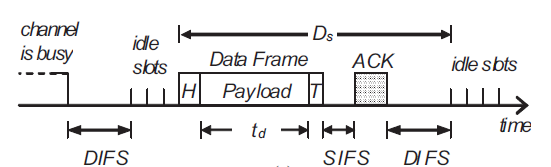 channel
is busy
idle
slots
Ds
Data Frame
ACK
idle slots
H
Payload
T
time
DIFS
td
SIFS
DIFS